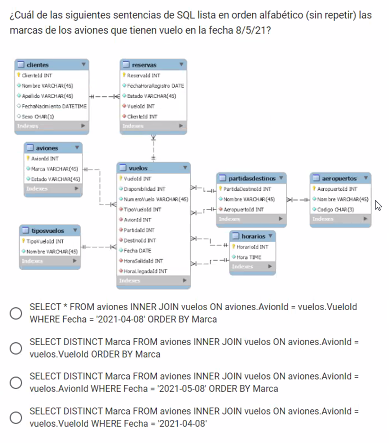 ¿Cuál de las siguientes sentencias de SQL lista en orden alfabético (sin repetir) las
marcas de los aviones que tienen vuelo en la fecha 8/5/21?
clientes
ClienteId INT
Nombre VARCHAR(45)
Apellido VARCHAR(45)
FechaNacimiento DATETIME
Sexo CHAR(1)
Indexes
reservas
ReservaId INT
FechaHoraRegistro DATE
Estado VARCHAR(45)
VueloId INT
ClienteId INT
Indexes
aviones
AvionId INT
Marca VARCHAR(45)
Estado VARCHAR(45)
Indexes
vuelos
VueloId INT
Disponibilidad INT
NumeroVuelo VARCHAR(45)
TipoVueloId INT
AvionId INT
PartidaId INT
DestinoId INT
Fecha DATE
HoraSalidaId INT
HoraLlegadaId INT
Indexes
partidasdestinos
PartidaDestinoId INT
Nombre VARCHAR(45)
AeropuertoId INT
Indexes
aeropuertos
AeropuertoId INT
Nombre VARCHAR(45)
Codigo CHAR(3)
Indexes
tiposvuelos
TipoVueloId INT
Nombre VARCHAR(45)
Indexes
horarios
HorarioId INT
Hora TIME
Indexes
SELECT * FROM aviones INNER JOIN vuelos ON aviones.AvionId = vuelos.VueloId
WHERE Fecha = '2021-04-08' ORDER BY Marca
SELECT DISTINCT Marca FROM aviones INNER JOIN vuelos ON aviones.AvionId =
vuelos.VueloId ORDER BY Marca
SELECT DISTINCT Marca FROM aviones INNER JOIN vuelos ON aviones.AvionId =
vuelos.AvionId WHERE Fecha = '2021-05-08' ORDER BY Marca
SELECT DISTINCT Marca FROM aviones INNER JOIN vuelos ON aviones.AvionId =
vuelos.VueloId WHERE Fecha = '2021-04-08'